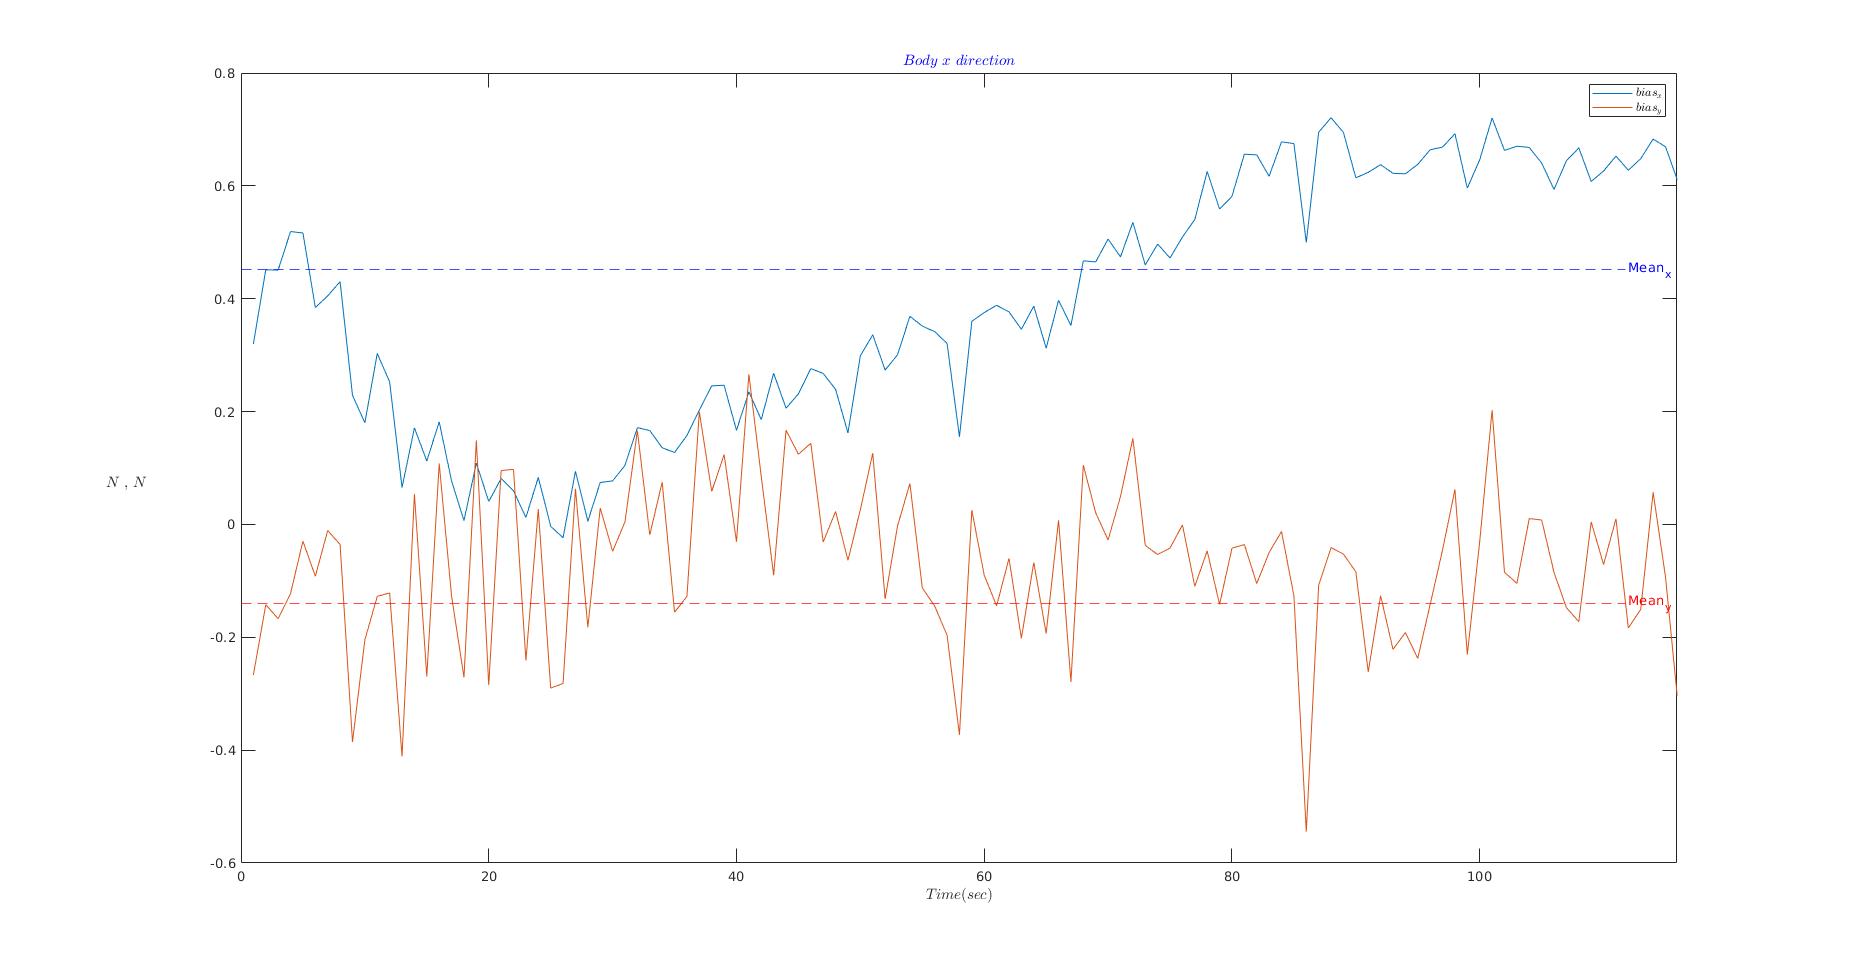 Body x direction
0.8
0.6
0.4
0.2
0
-0.2
-0.4
-0.6
N , N
bias_x
bias_y
Mean_x
Mean_y
0 20 40 60 80 100
Time(sec)